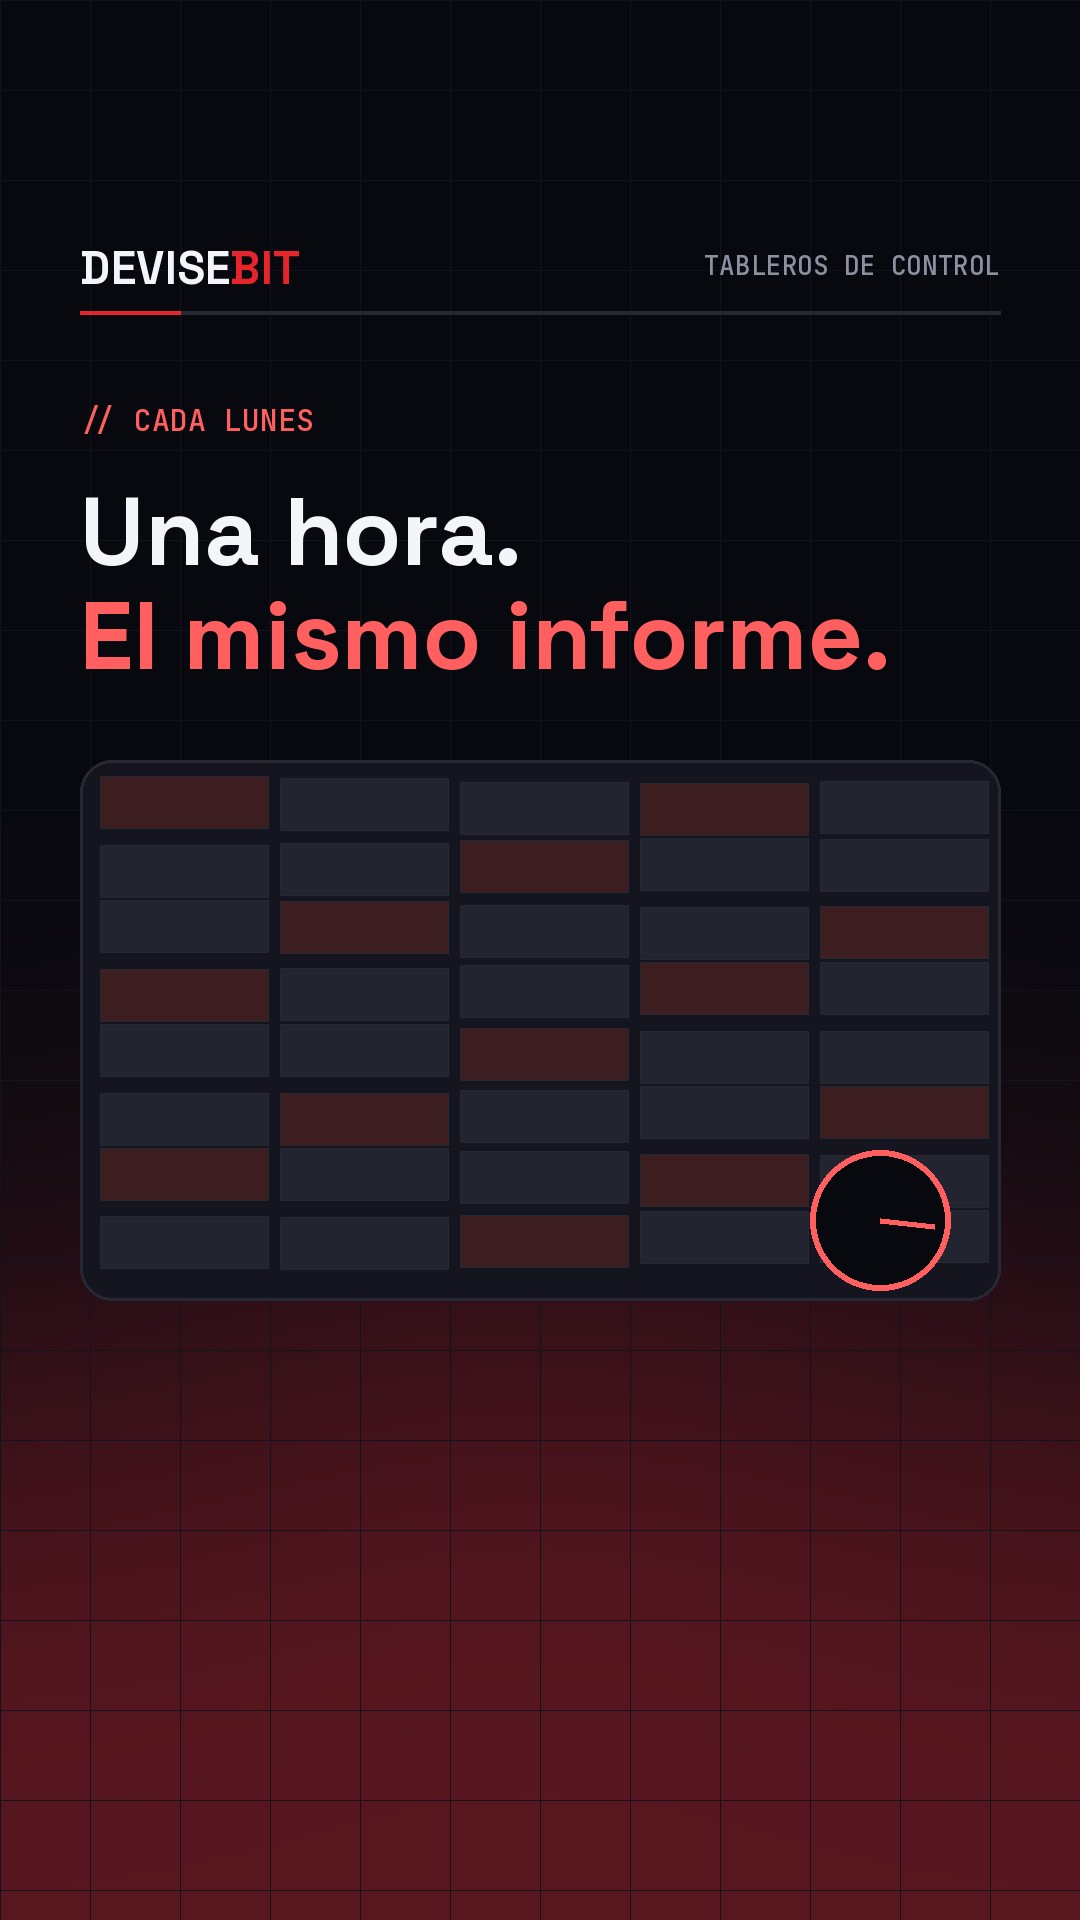 DEVISEBIT
TABLEROS DE CONTROL
// CADA LUNES
Una hora.
El mismo informe.